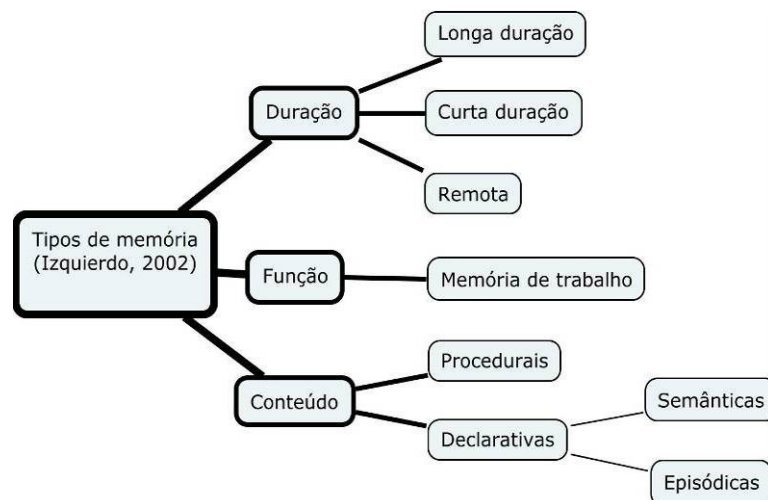 Tipos de memória
(Izquierdo, 2002)
Duração
Longa duração
Curta duração
Remota
Função
Memória de trabalho
Conteúdo
Procedurais
Declarativas
Semânticas
Episódicas